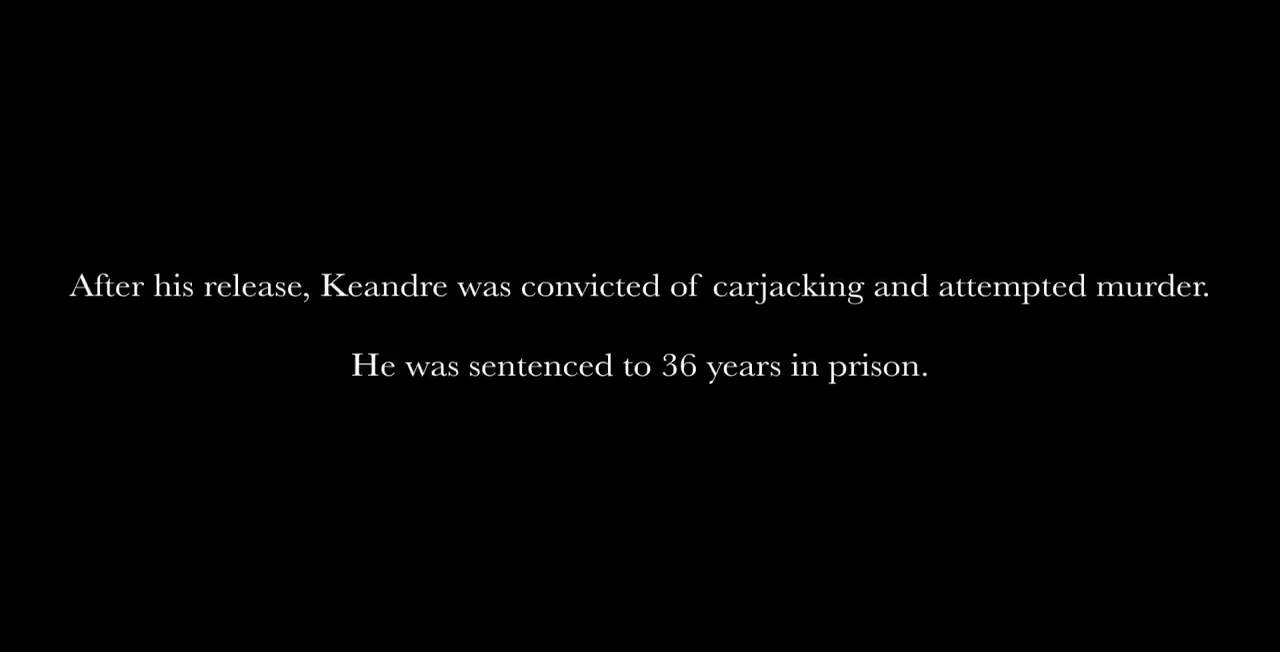 After his release, Keandre was convicted of carjacking and attempted murder.
He was sentenced to 36 years in prison.